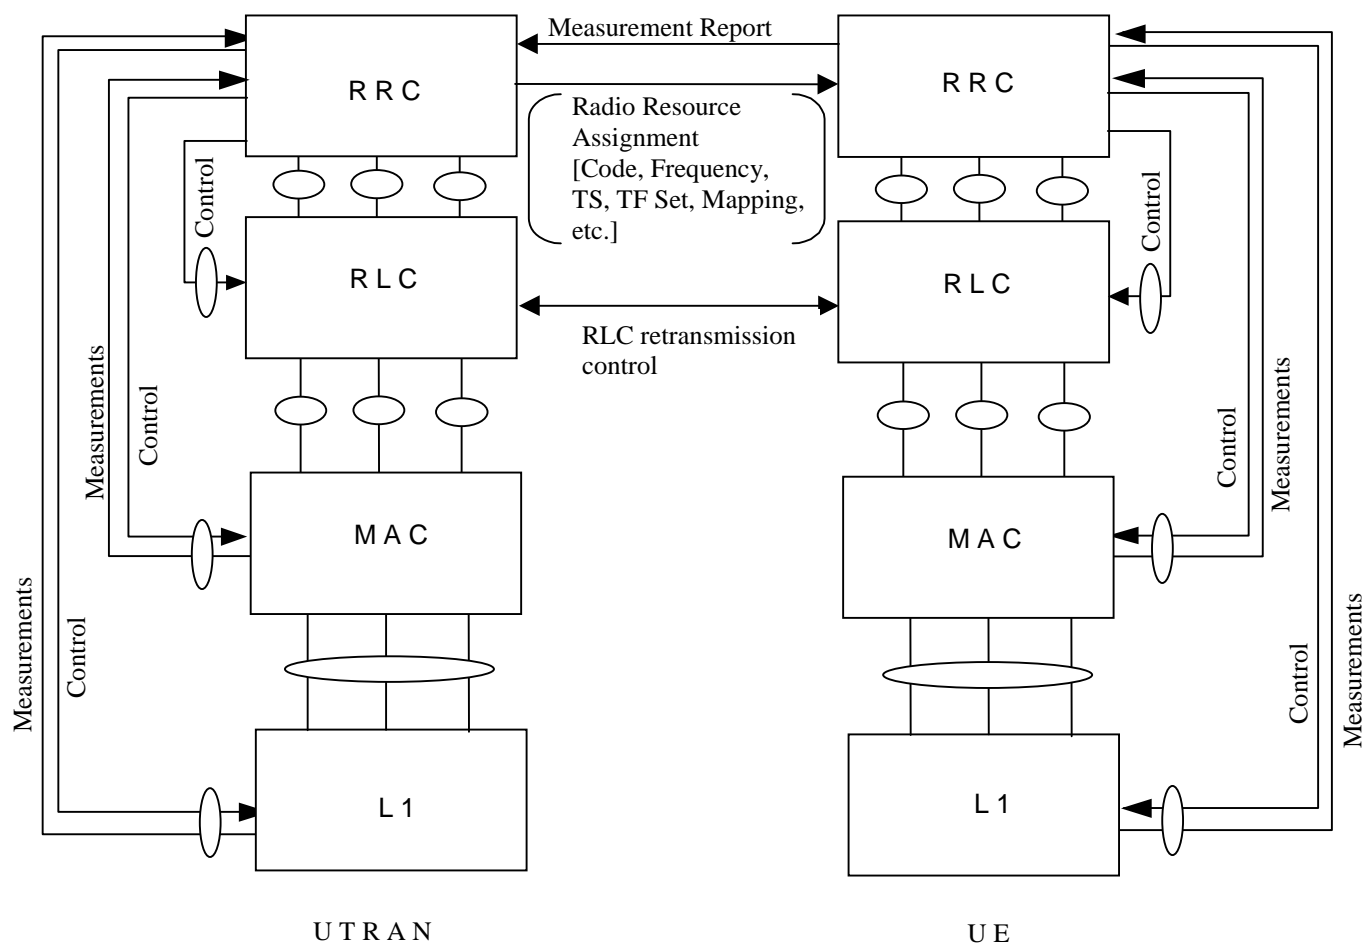 Measurement Report
R R C
R R C
Radio Resource
Assignment
[Code, Frequency,
TS, TF Set, Mapping,
etc.]
Control
Control
R L C
R L C
RLC retransmission
control
Measurements
Control
Control
Measurements
M A C
M A C
Measurements
Control
Control
Measurements
L 1
L 1
U T R A N
U E